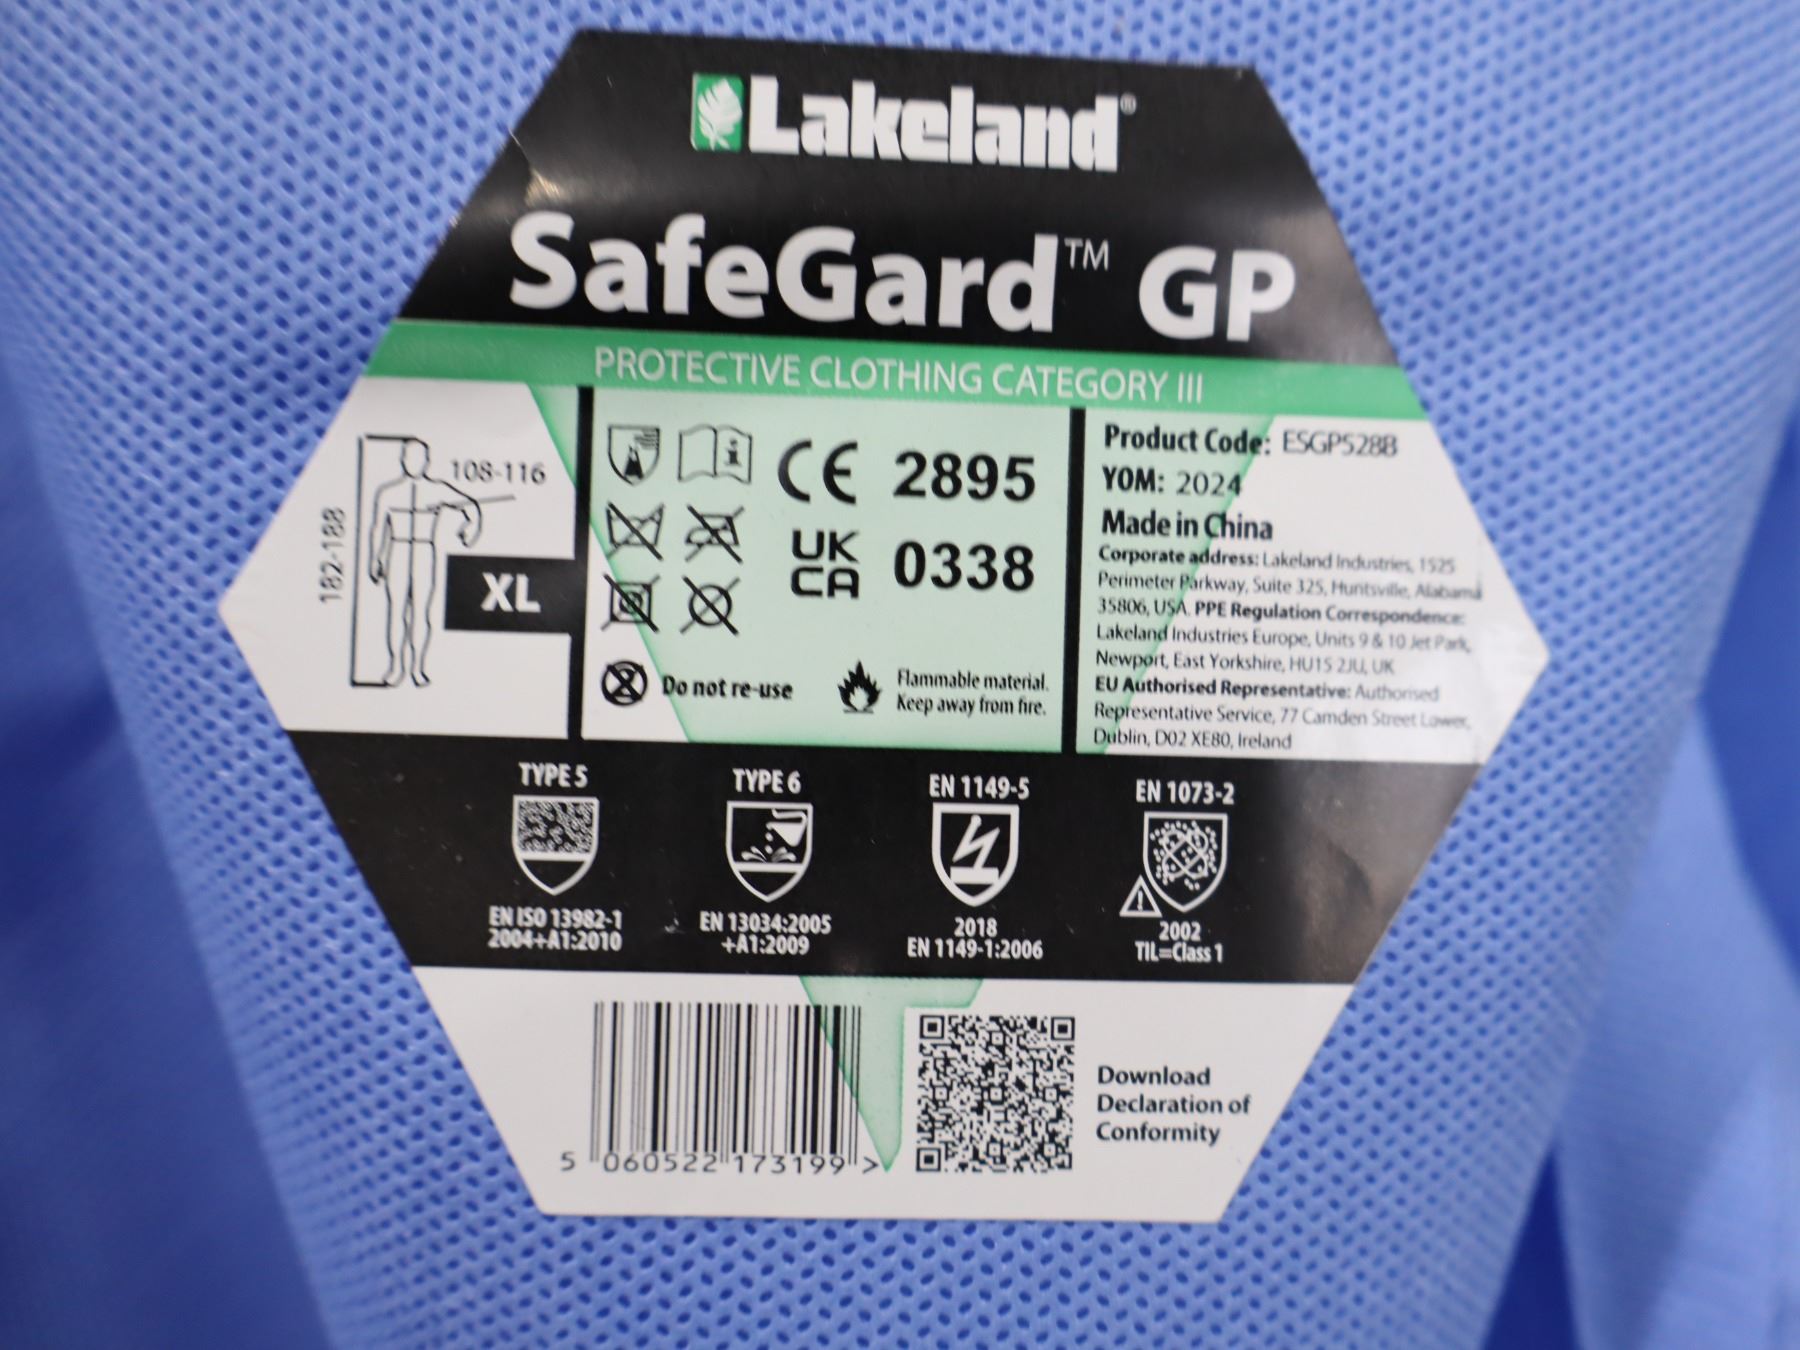 Lakeland®
SafeGard™ GP
PROTECTIVE CLOTHING CATEGORY III
108-116
182-188
XL
i
CE 2895
UK
CA 0338
Do not re-use
Flammable material.
Keep away from fire.
Product Code: ESGP528B
YOM: 2024
Made in China
Corporate address: Lakeland Industries, 1525
Perimeter Parkway, Suite 325, Huntsville, Alabama
35806, USA. PPE Regulation Correspondence:
Lakeland Industries Europe, Units 9 & 10 Jet Park,
Newport, East Yorkshire, HU15 2JU, UK
EU Authorised Representative: Authorised
Representative Service, 77 Camden Street Lower,
Dublin, D02 XE80, Ireland
TYPE 5
EN ISO 13982-1
2004+A1:2010
TYPE 6
EN 13034:2005
+A1:2009
EN 1149-5
2018
EN 1149-1:2006
EN 1073-2
2002
TIL=Class 1
5 060522 173199 >
Download
Declaration of
Conformity